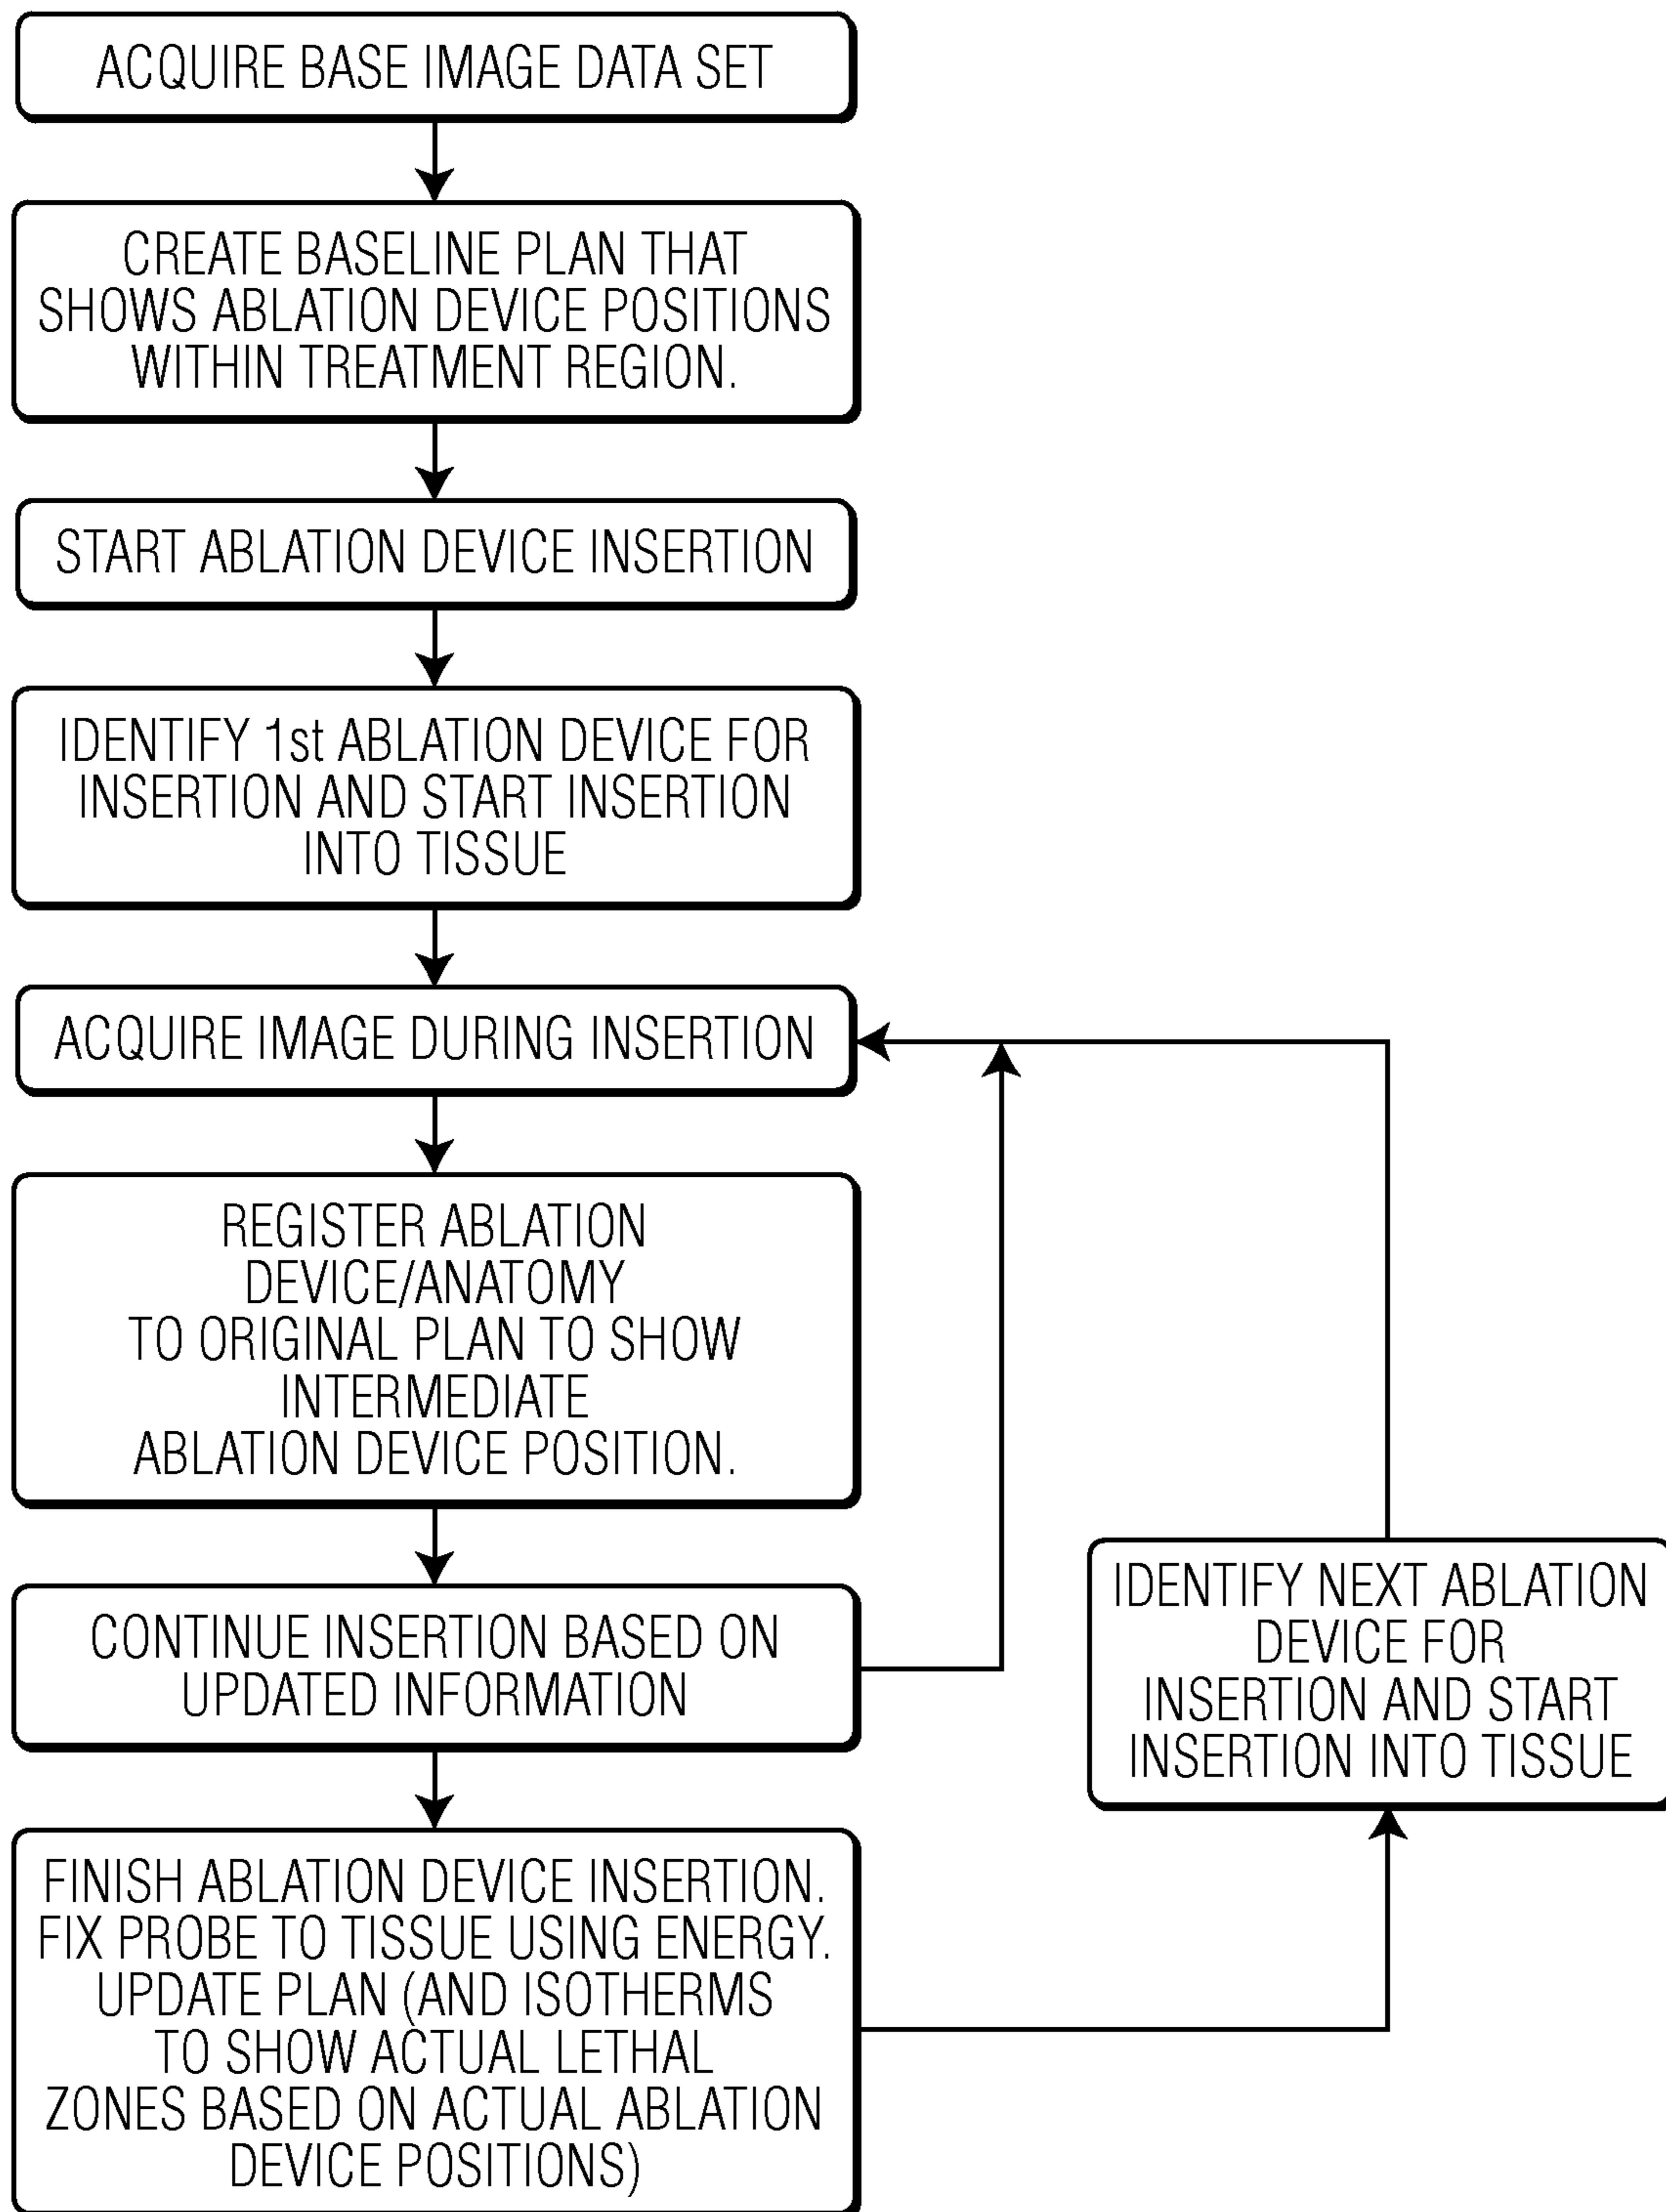 ACQUIRE BASE IMAGE DATA SET
CREATE BASELINE PLAN THAT
SHOWS ABLATION DEVICE POSITIONS
WITHIN TREATMENT REGION.
START ABLATION DEVICE INSERTION
IDENTIFY 1st ABLATION DEVICE FOR
INSERTION AND START INSERTION
INTO TISSUE
ACQUIRE IMAGE DURING INSERTION
REGISTER ABLATION
DEVICE/ANATOMY
TO ORIGINAL PLAN TO SHOW
INTERMEDIATE
ABLATION DEVICE POSITION.
CONTINUE INSERTION BASED ON
UPDATED INFORMATION
FINISH ABLATION DEVICE INSERTION.
FIX PROBE TO TISSUE USING ENERGY.
UPDATE PLAN (AND ISOTHERMS
TO SHOW ACTUAL LETHAL
ZONES BASED ON ACTUAL ABLATION
DEVICE POSITIONS)
IDENTIFY NEXT ABLATION
DEVICE FOR
INSERTION AND START
INSERTION INTO TISSUE